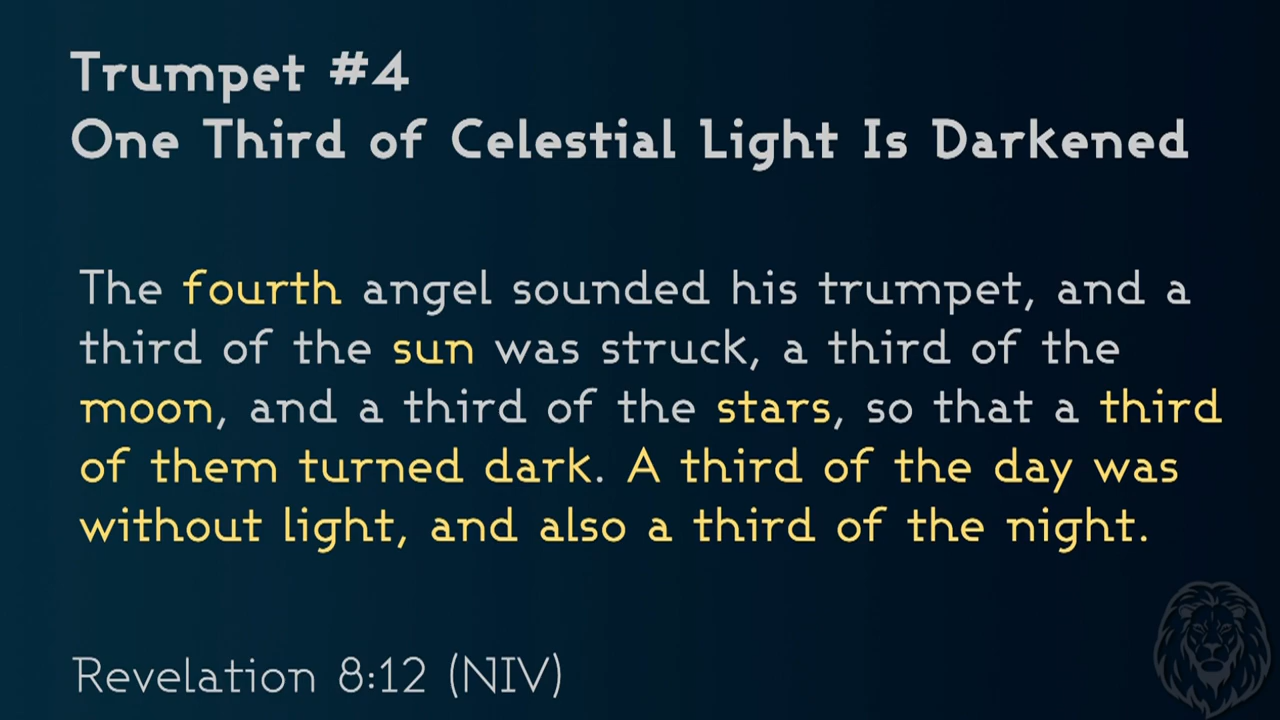 Trumpet #4
One Third of Celestial Light Is Darkened
The fourth angel sounded his trumpet, and a
third of the sun was struck, a third of the
moon, and a third of the stars, so that a third
of them turned dark. A third of the day was
without light, and also a third of the night.
Revelation 8:12 (NIV)